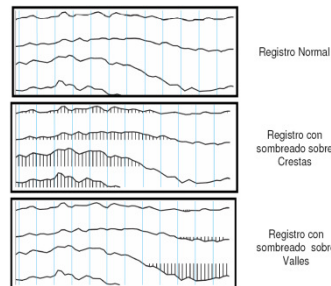 Registro Normal
Registro con
sombreado sobre
Crestas
Registro con
sombreado sobre
Valles